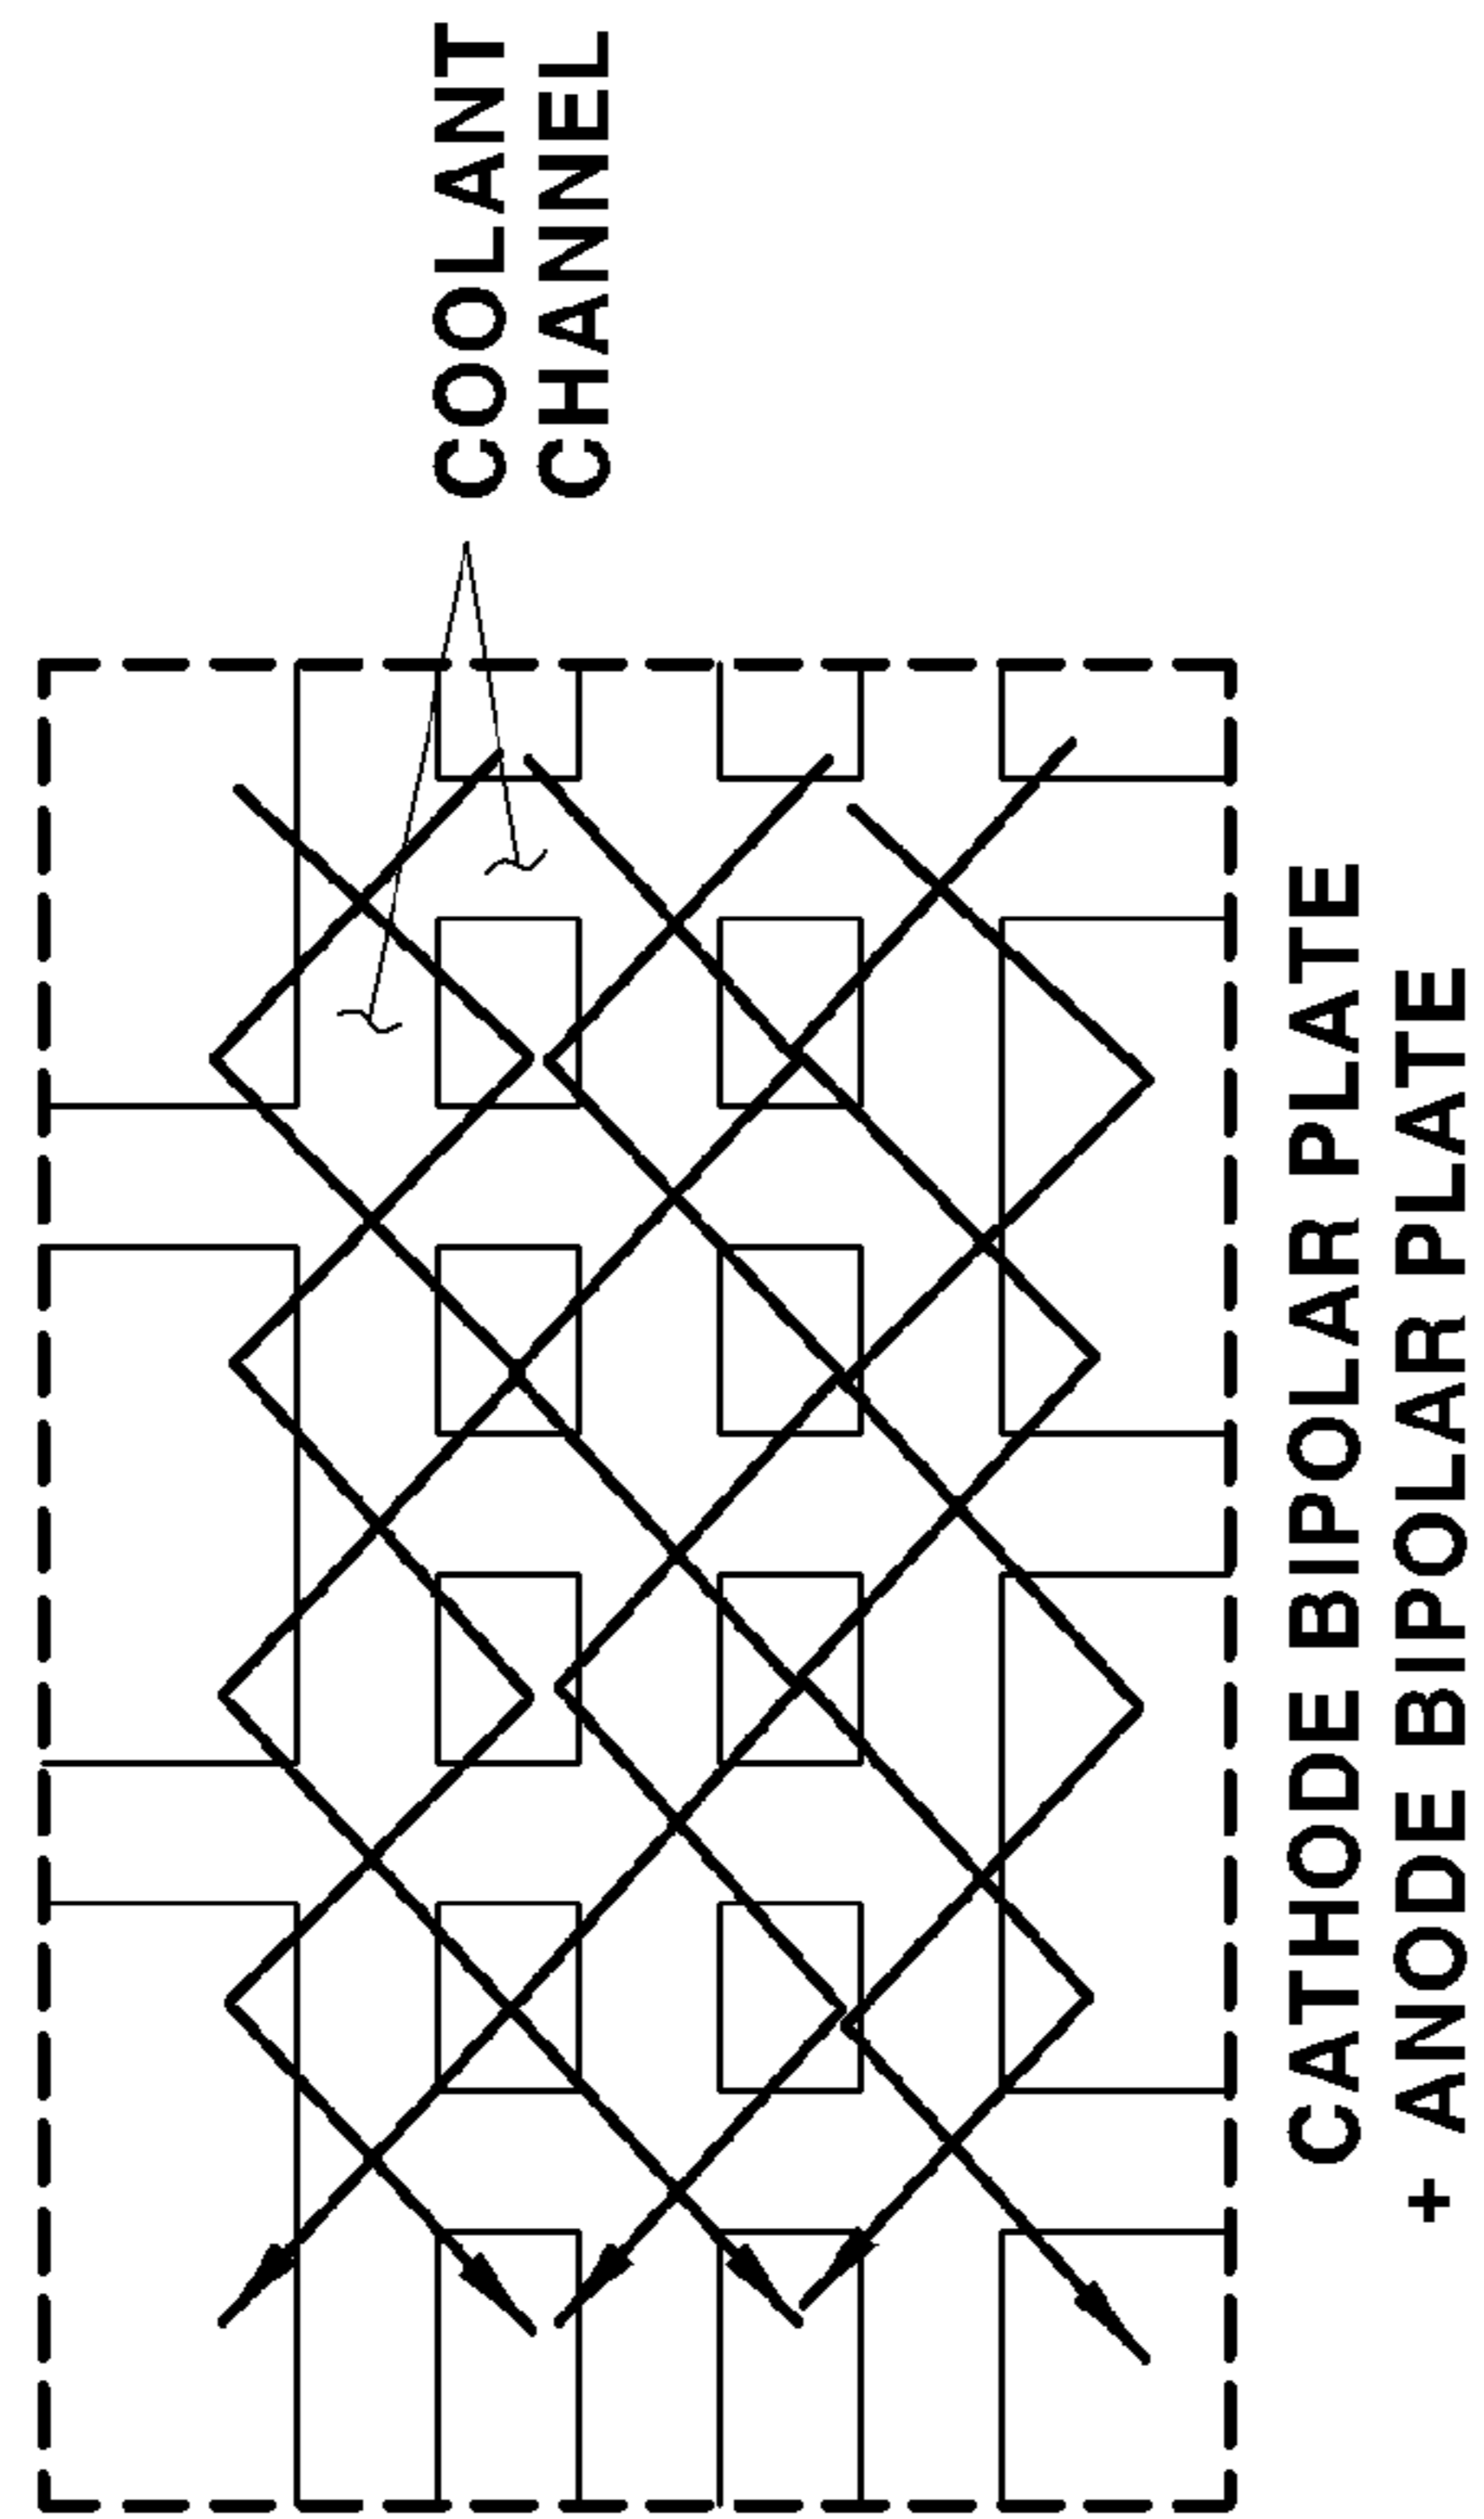 COOLANT
CHANNEL
CATHODE BIPOLAR PLATE
+ ANODE BIPOLAR PLATE